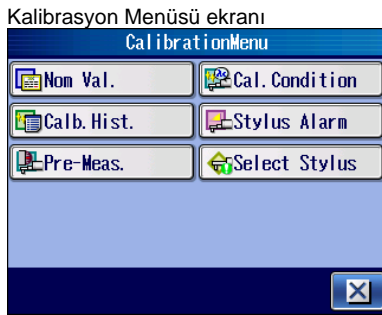 Kalibrasyon Menüsü ekranı
CalibrationMenu
Nom Val.
Cal.Condition
Calb.Hist.
Stylus Alarm
Pre-Meas.
Select Stylus